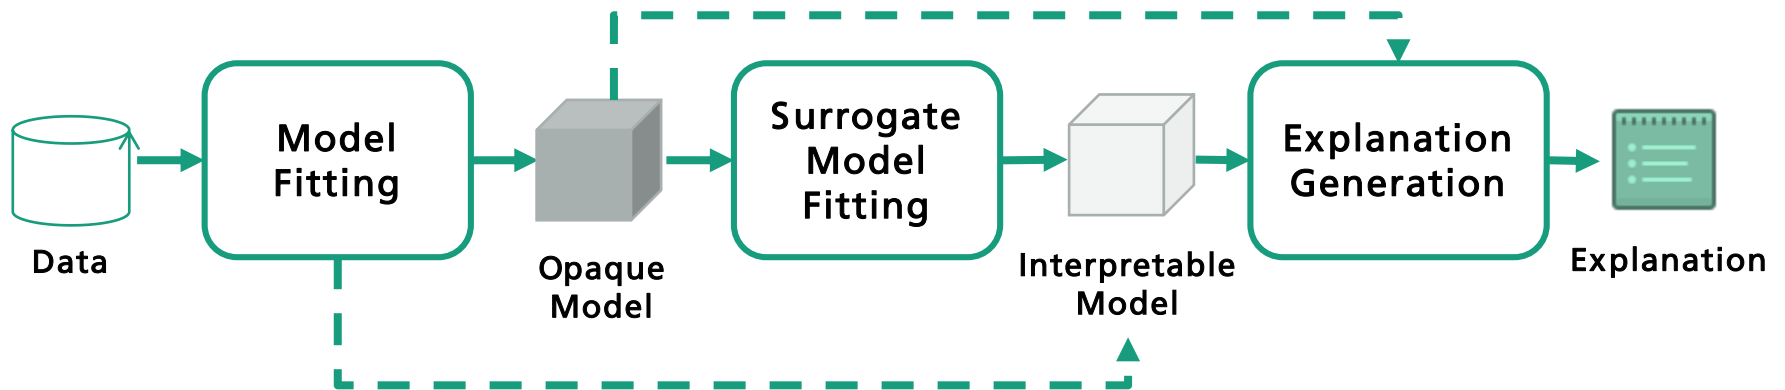 Data
Model
Fitting
Opaque
Model
Surrogate
Model
Fitting
Interpretable
Model
Explanation
Generation
Explanation